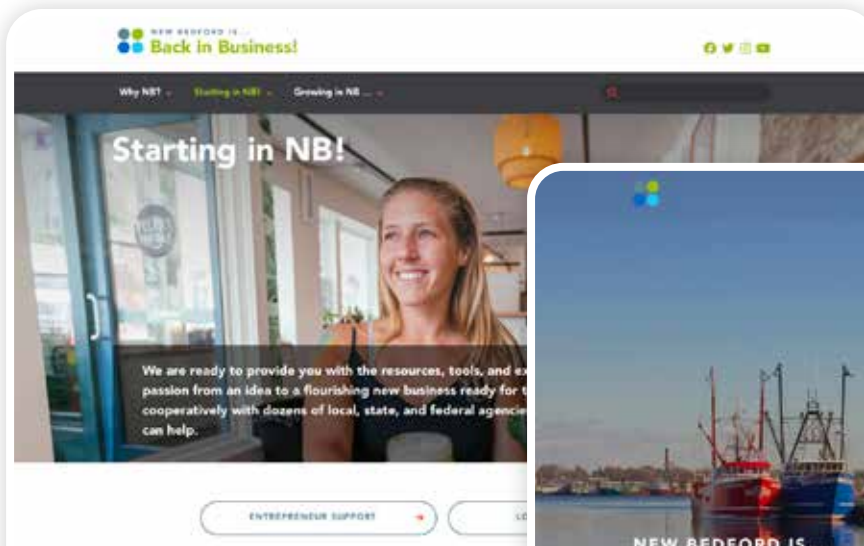 NEW BEDFORD IS...
Back in Business!
Why NB? Starting in NB! Growing in NB ...
Starting in NB!
We are ready to provide you with the resources, tools, and ex
passion from an idea to a flourishing new business ready for t
cooperatively with dozens of local, state, and federal agencie
can help.
ENTREPRENEUR SUPPORT
LO
NEW BEDFORD IS